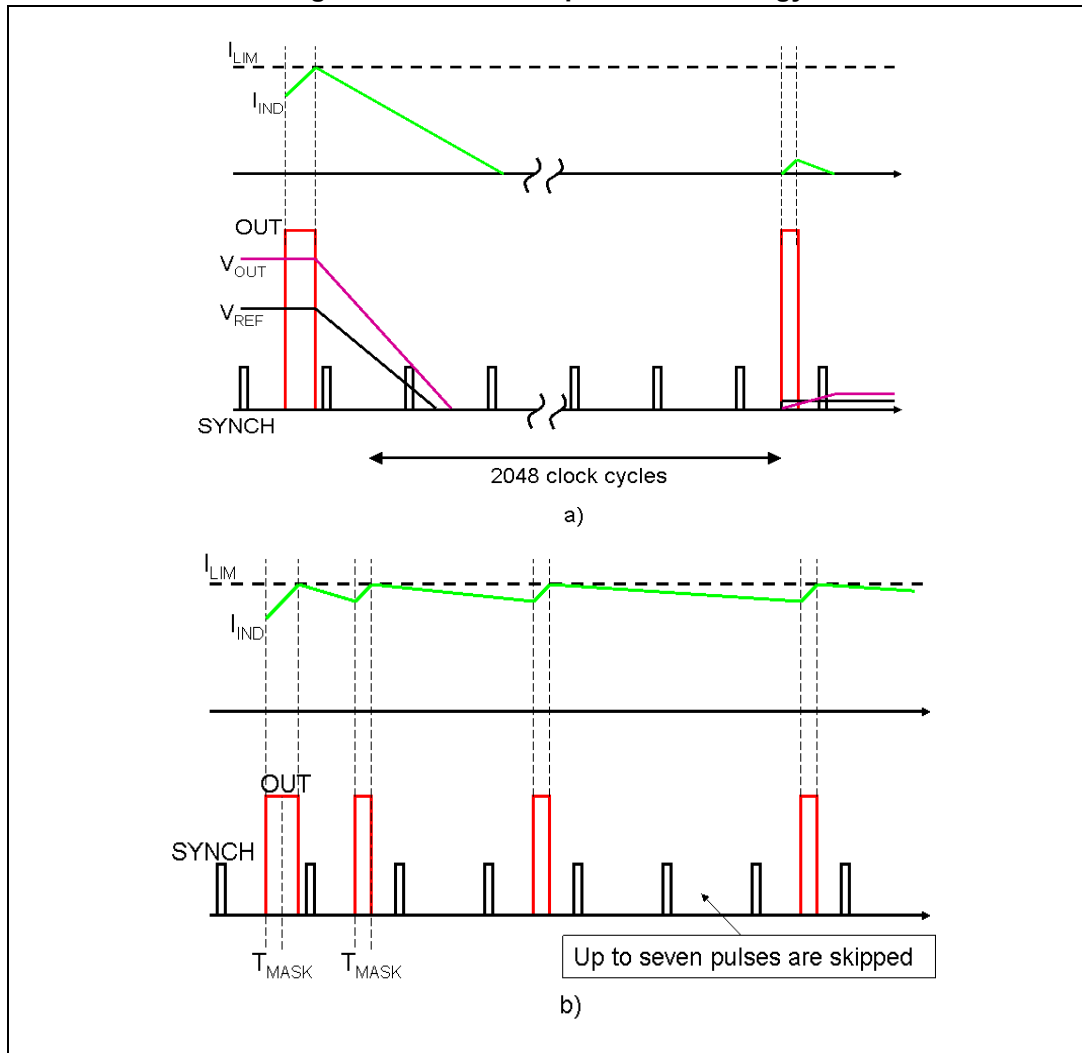 I_LIM
I_IND
OUT
V_OUT
V_REF
SYNCH
2048 clock cycles
a)
I_LIM
I_IND
OUT
SYNCH
T_MASK T_MASK
Up to seven pulses are skipped
b)